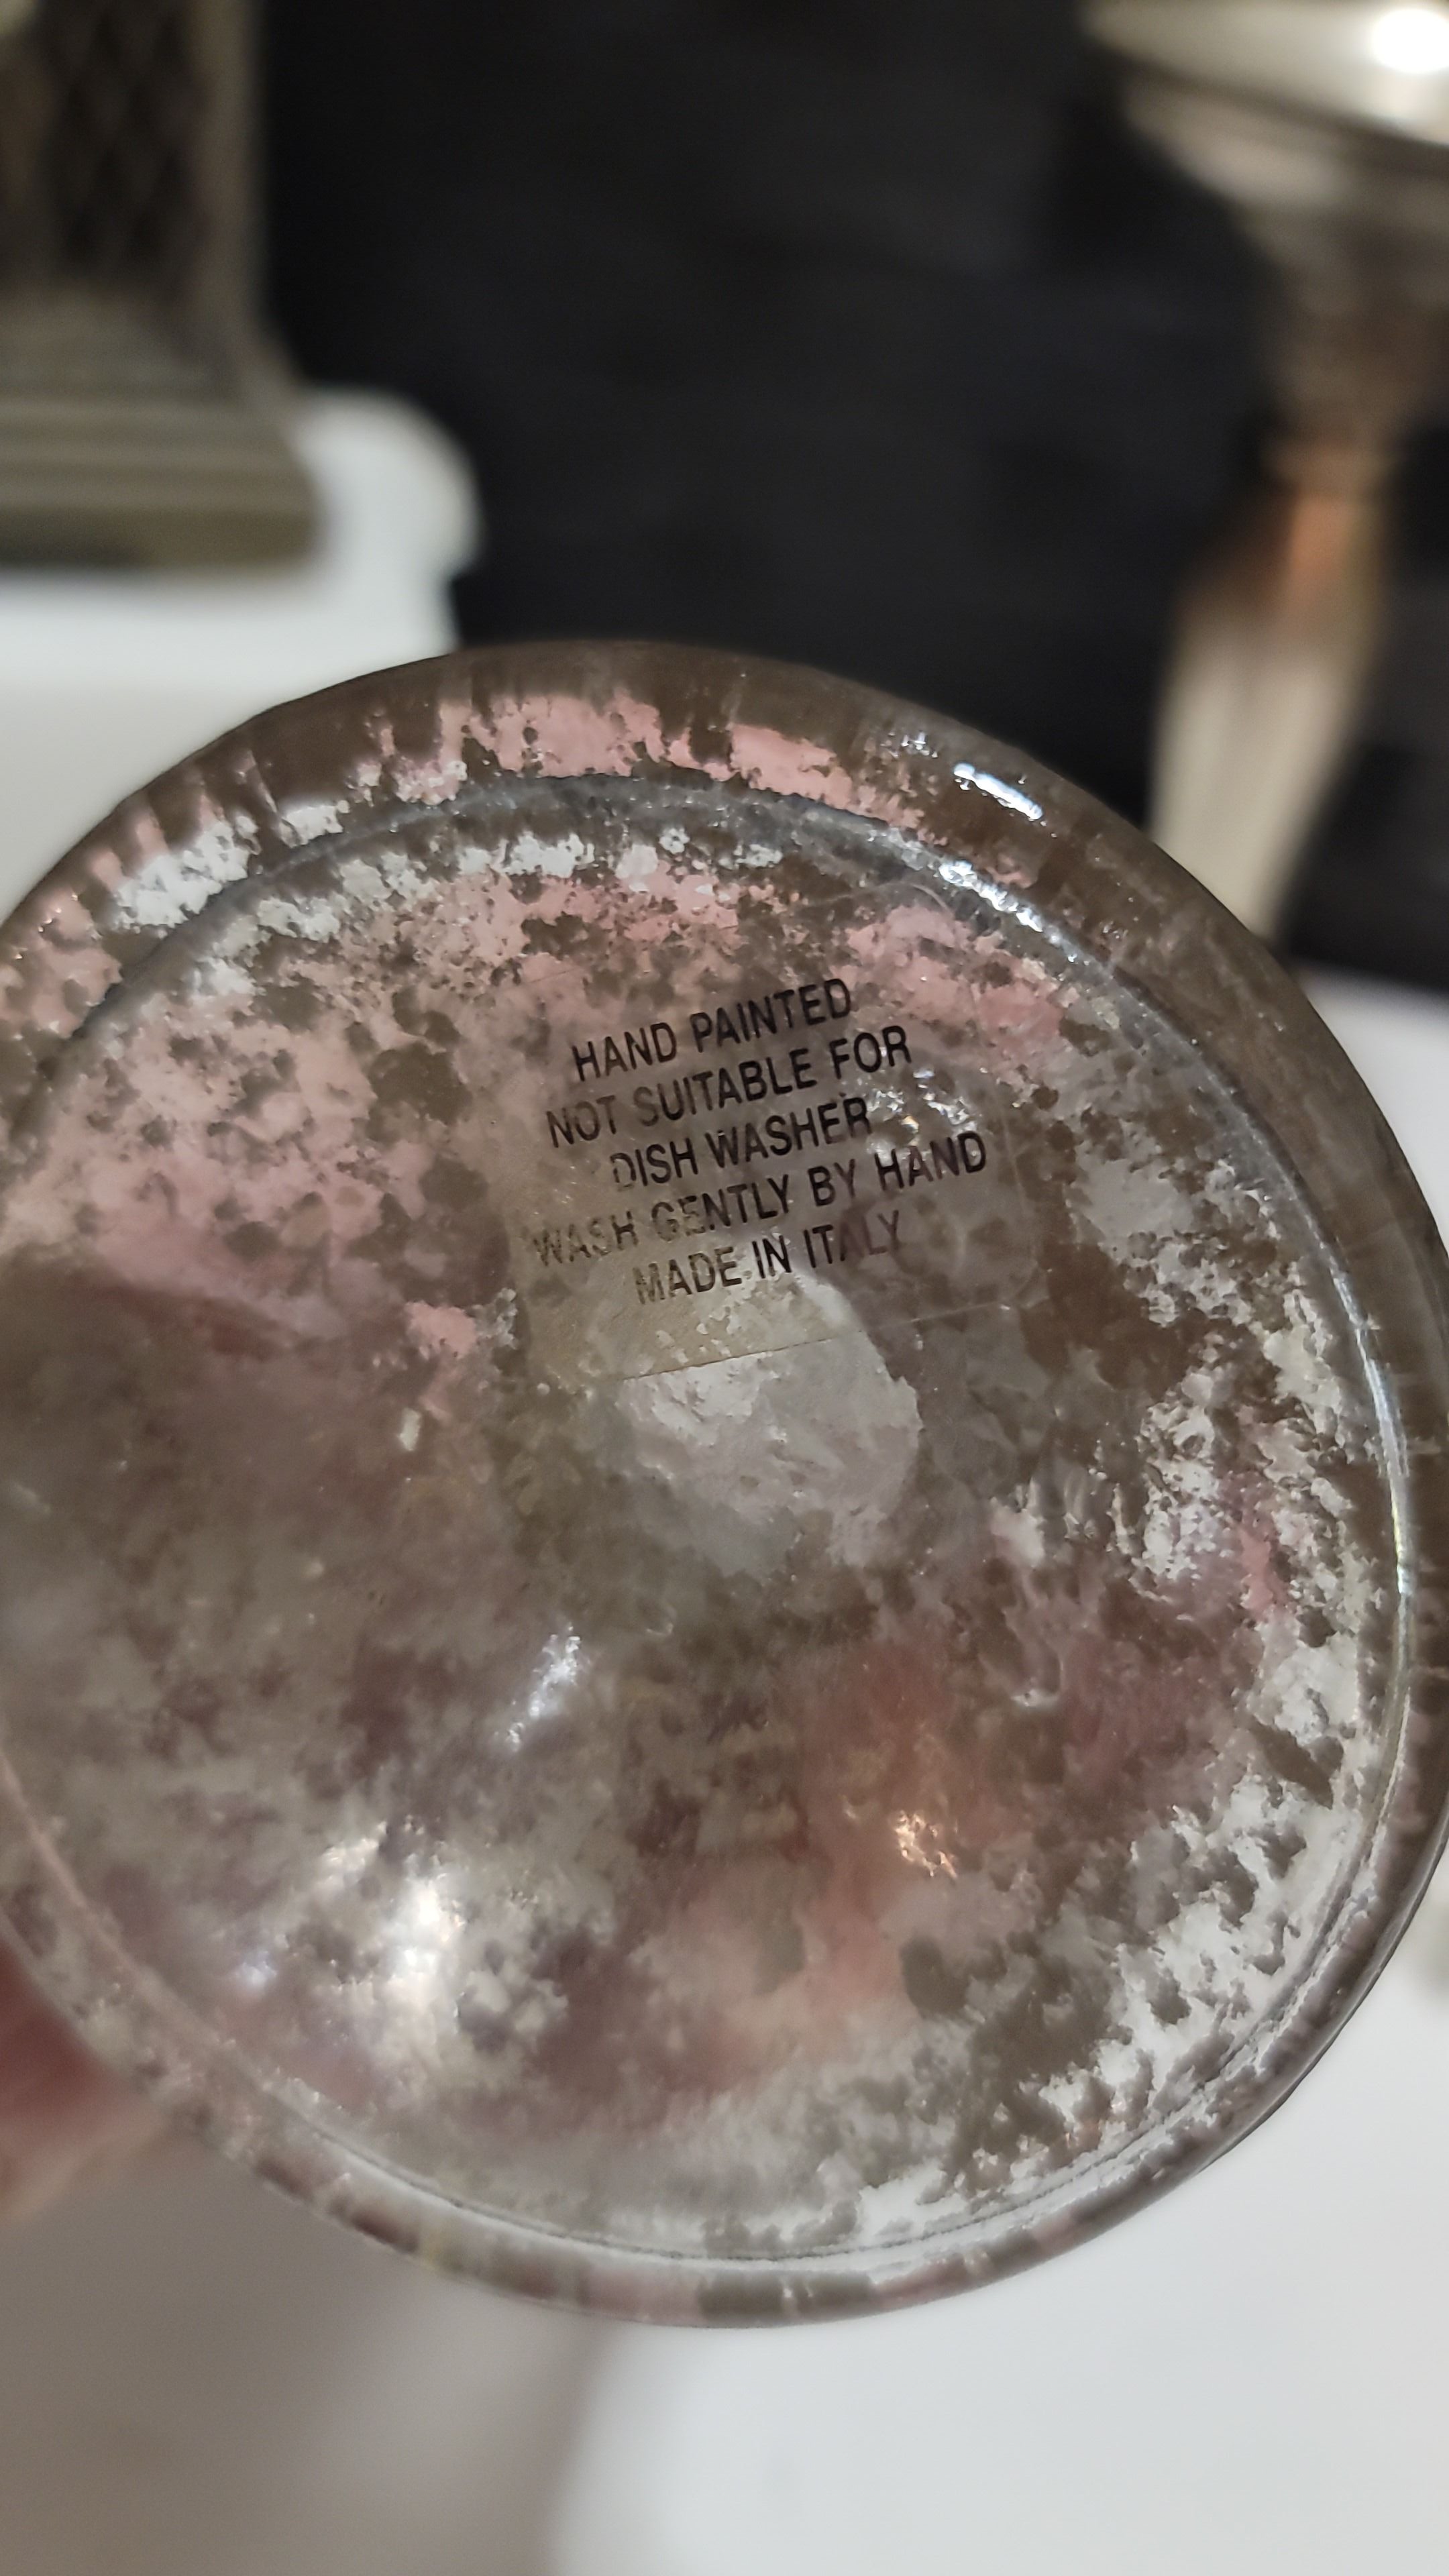 HAND PAINTED
NOT SUITABLE FOR
DISH WASHER
WASH GENTLY BY HAND
MADE IN ITALY